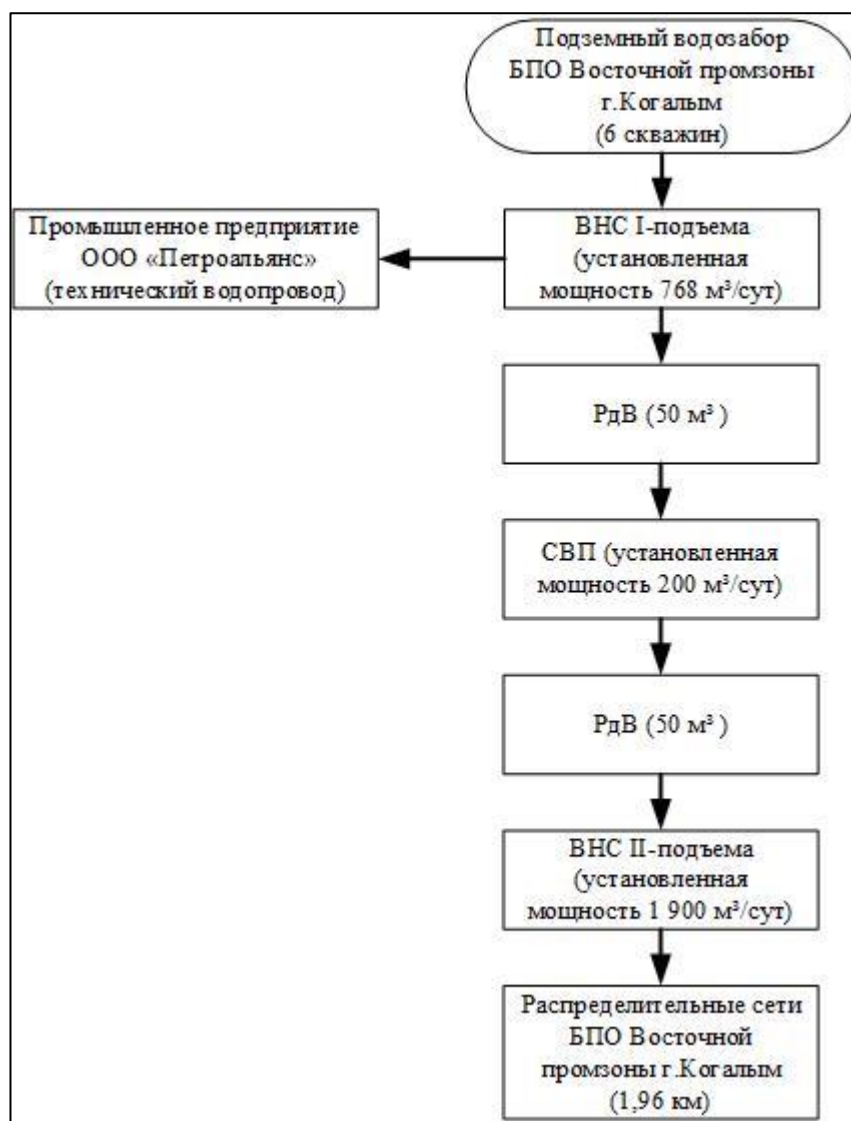 Подземный водозабор
БПО Восточной промзоны
г.Когалым
(6 скважин)
Промышленное предприятие
ООО «Петроальянс»
(технический водопровод)
ВНС I-подъема
(установленная
мощность 768 м³/сут)
РдВ (50 м³ )
СВП (установленная
мощность 200 м³/сут)
РдВ (50 м³ )
ВНС II-подъема
(установленная
мощность 1 900 м³/сут)
Распределительные сети
БПО Восточной
промзоны г.Когалым
(1,96 км)